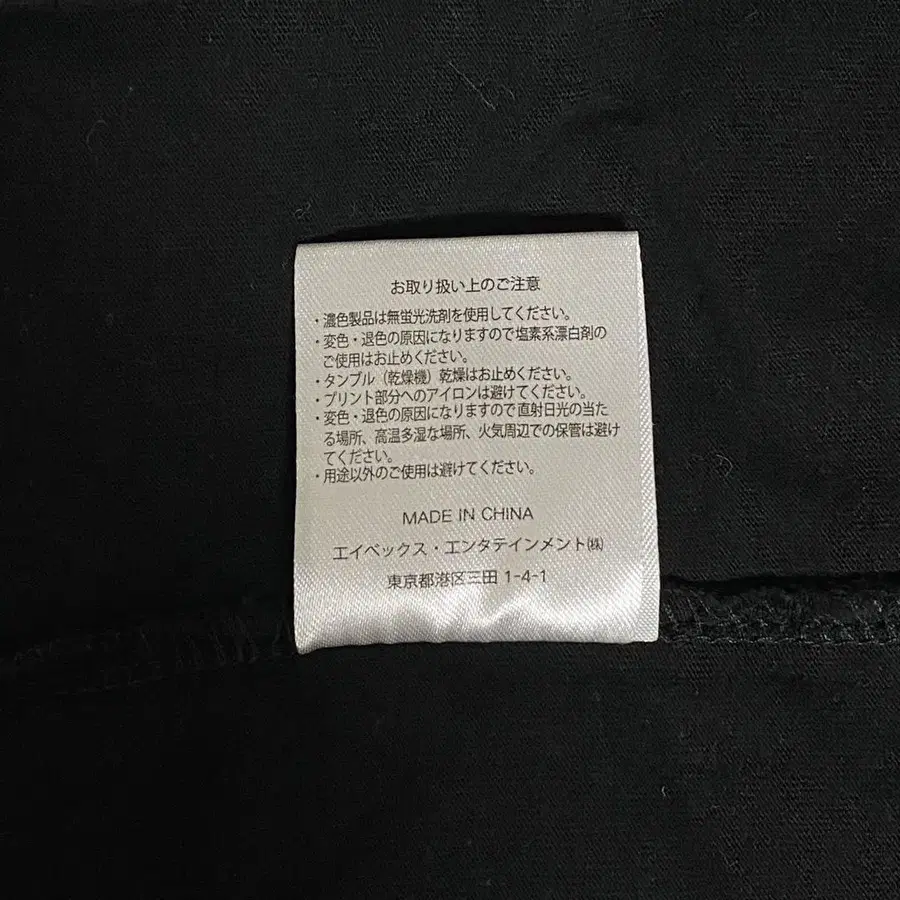 お取り扱い上のご注意
・濃色製品は無蛍光洗剤を使用してください。
・変色・退色の原因になりますので塩素系漂白剤の
ご使用はお止めください。
・タンブル（乾燥機）乾燥はお止めください。
・プリント部分へのアイロンは避けてください。
・変色・退色の原因になりますので直射日光の当た
る場所、高温多湿な場所、火気周辺での保管は避け
てください。
・用途以外のご使用は避けてください。
MADE IN CHINA
エイベックス・エンタテインメント㈱
東京都港区三田 1-4-1